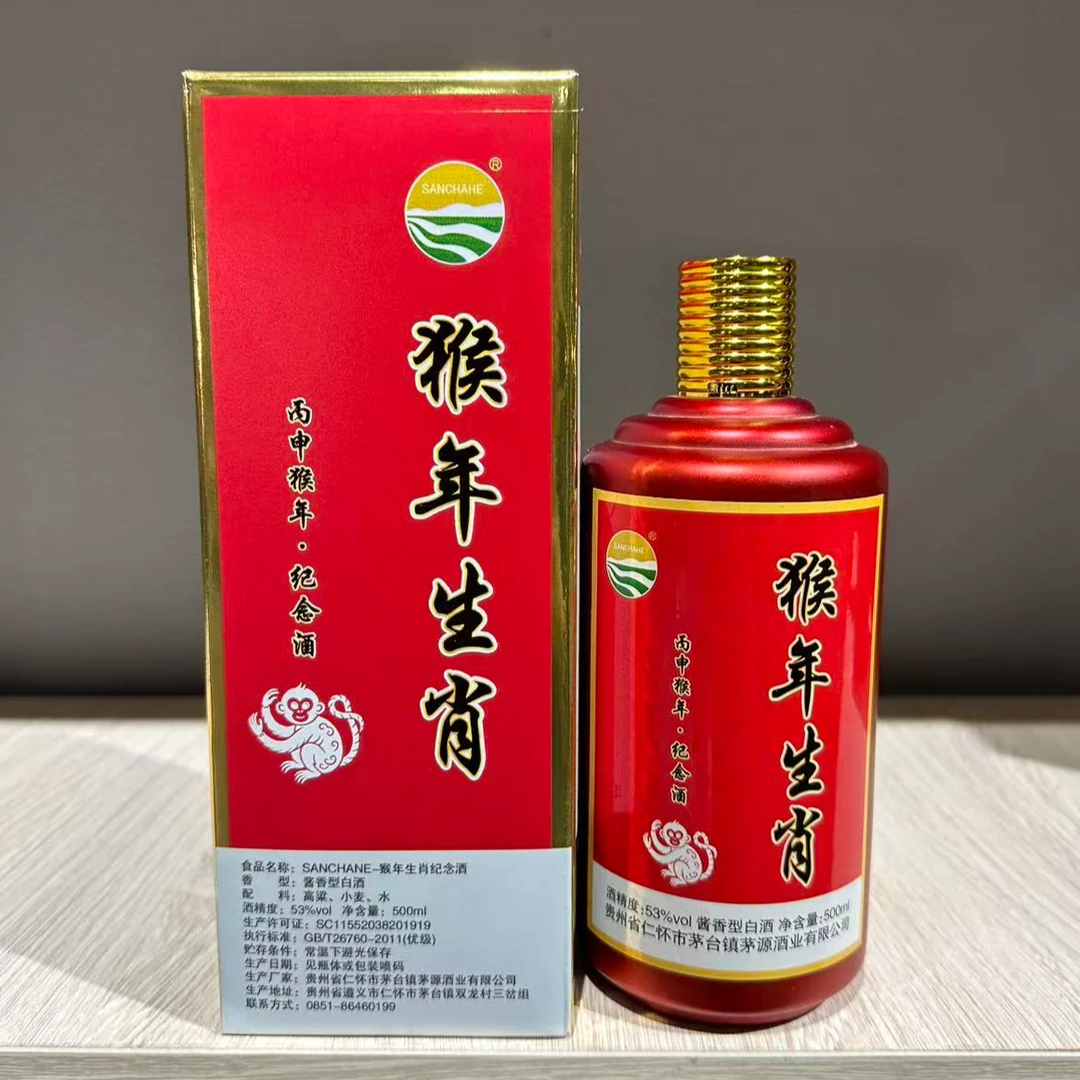 SANCHAHE
®
猴年生肖
丙申猴年·纪念酒
食品名称：SANCHANE-猴年生肖纪念酒
香 型：酱香型白酒
配 料：高粱、小麦、水
酒精度：53%vol 净含量：500ml
生产许可证：SC11552038201919
执行标准：GB/T26760-2011(优级)
贮存条件：常温下避光保存
生产日期：见瓶体或包装喷码
生产厂家：贵州省仁怀市茅台镇茅源酒业有限公司
生产地址：贵州省遵义市仁怀市茅台镇双龙村三岔组
联系方式：0851-86460199
SANCHAHE
®
猴年生肖
丙申猴年·纪念酒
酒精度：53%vol 酱香型白酒 净含量：500ml
贵州省仁怀市茅台镇茅源酒业有限公司